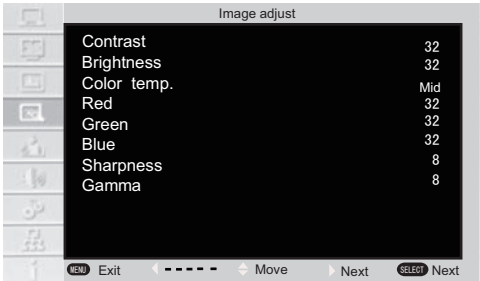 Image adjust
Contrast 32
Brightness 32
Color temp. Mid
Red 32
Green 32
Blue 32
Sharpness 8
Gamma 8
MENU Exit ----- Move Next SELECT Next